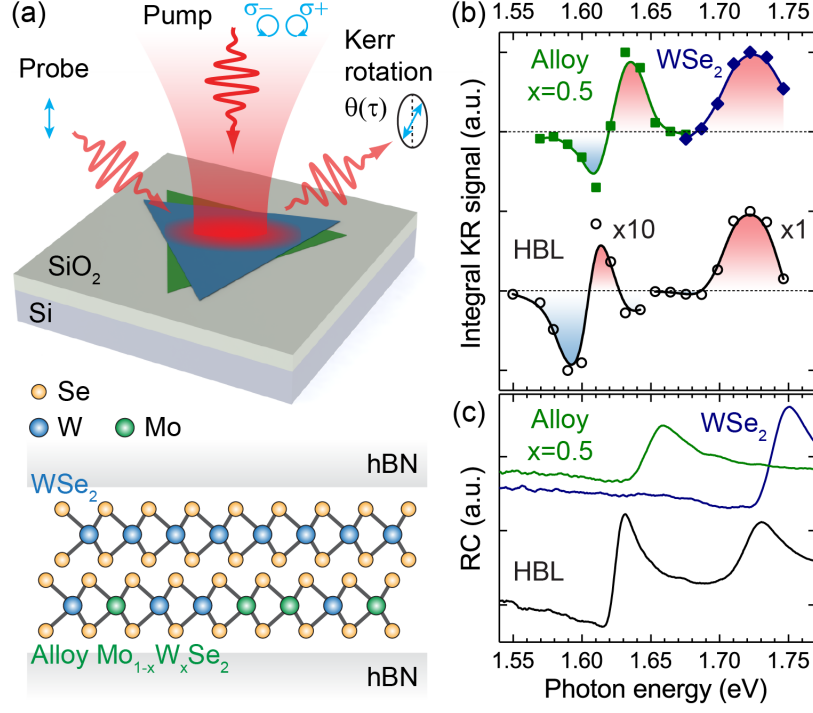 (a)
Pump
σ− σ+
Probe
Kerr
rotation
θ(τ)
SiO2
Si
Se
W Mo
hBN
WSe2
Alloy Mo1-xWxSe2
hBN
1.55 1.60 1.65 1.70 1.75
(b)
Alloy
x=0.5
WSe2
HBL
x10
x1
Integral KR signal (a.u.)
(c)
Alloy
x=0.5
WSe2
HBL
RC (a.u.)
1.55 1.60 1.65 1.70 1.75
Photon energy (eV)